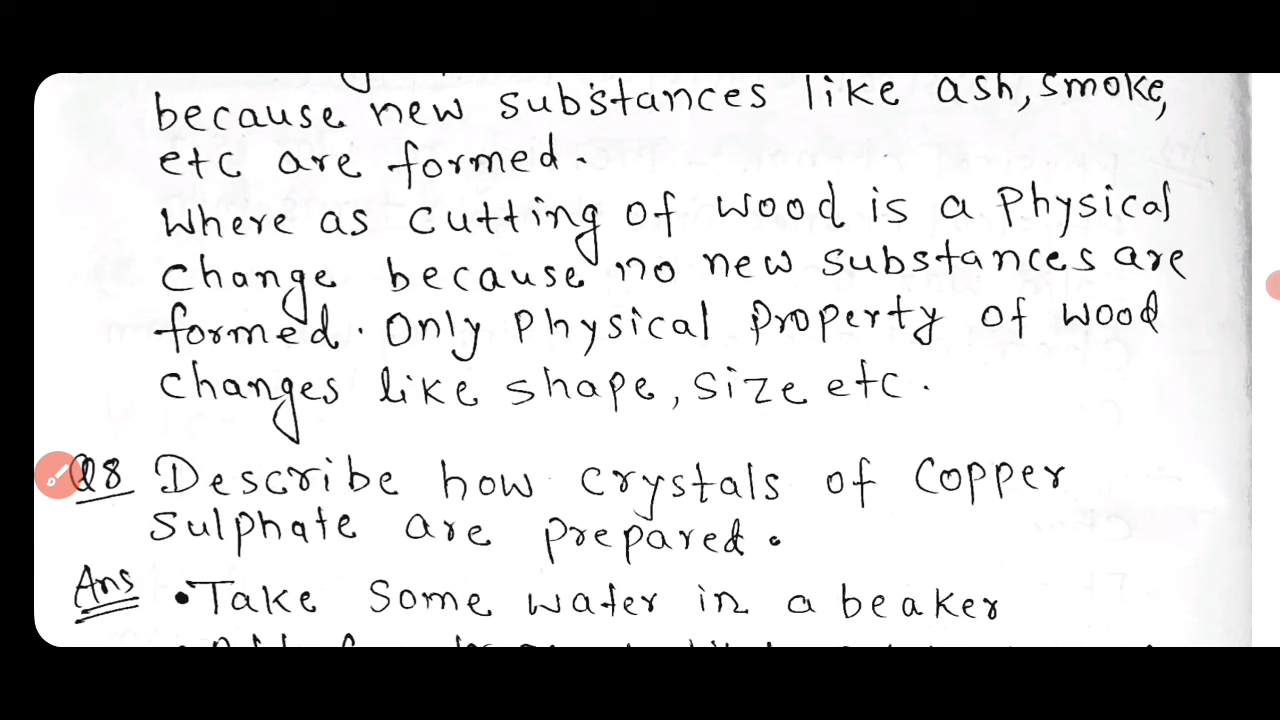 because new substances like ash, smoke,
etc are formed.
Where as cutting of wood is a Physical
change because no new substances are
formed. Only Physical Property of wood
changes like shape, size etc.
Q8 Describe how crystals of Copper
Sulphate are prepared.
Ans • Take some water in a beaker